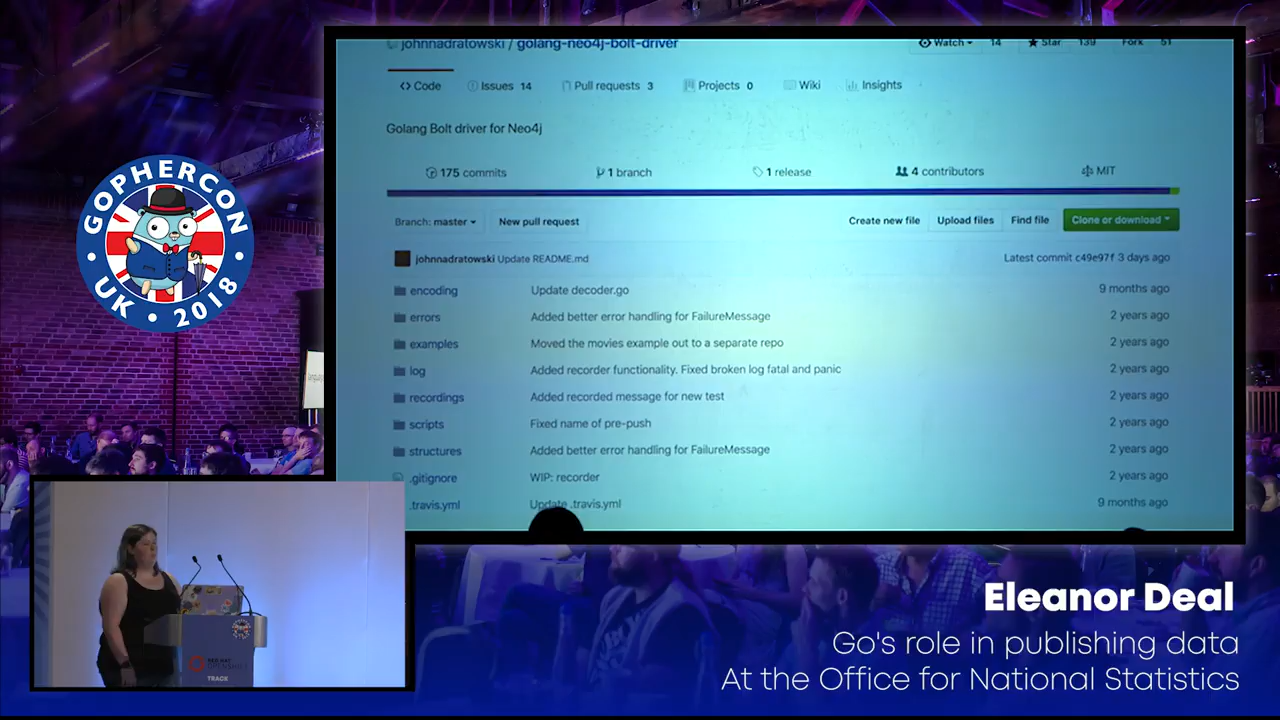 GOPHERCON
UK • 2018
johnnadratowski / golang-neo4j-bolt-driver
Watch 14 Star 139 Fork 51
Code Issues 14 Pull requests 3 Projects 0 Wiki Insights
Golang Bolt driver for Neo4j
175 commits 1 branch 1 release 4 contributors MIT
Branch: master New pull request Create new file Upload files Find file Clone or download
johnnadratowski Update README.md Latest commit c49e97f 3 days ago
encoding Update decoder.go 9 months ago
errors Added better error handling for FailureMessage 2 years ago
examples Moved the movies example out to a separate repo 2 years ago
log Added recorder functionality. Fixed broken log fatal and panic 2 years ago
recordings Added recorded message for new test 2 years ago
scripts Fixed name of pre-push 2 years ago
structures Added better error handling for FailureMessage 2 years ago
.gitignore WIP: recorder 2 years ago
.travis.yml Update .travis.yml 9 months ago
RED HAT
OPENSHIFT
TRACK
Eleanor Deal
Go's role in publishing data
At the Office for National Statistics